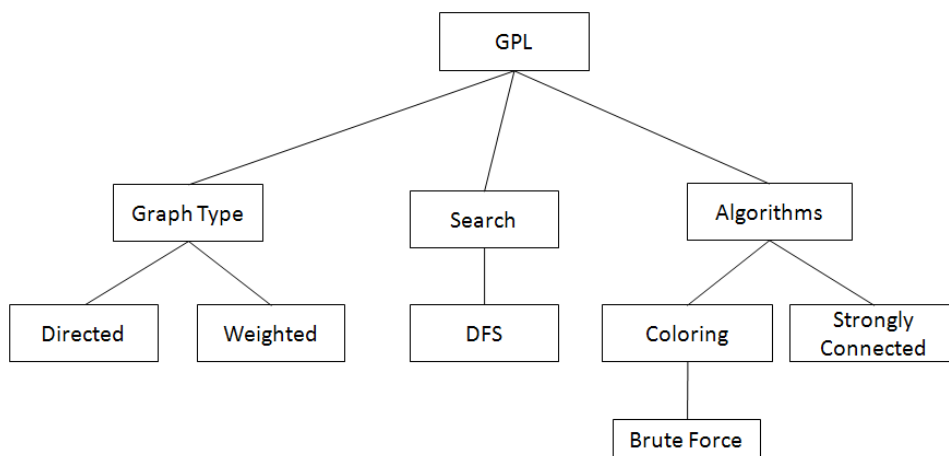 GPL
Graph Type
Search
Algorithms
Directed
Weighted
DFS
Coloring
Strongly
Connected
Brute Force